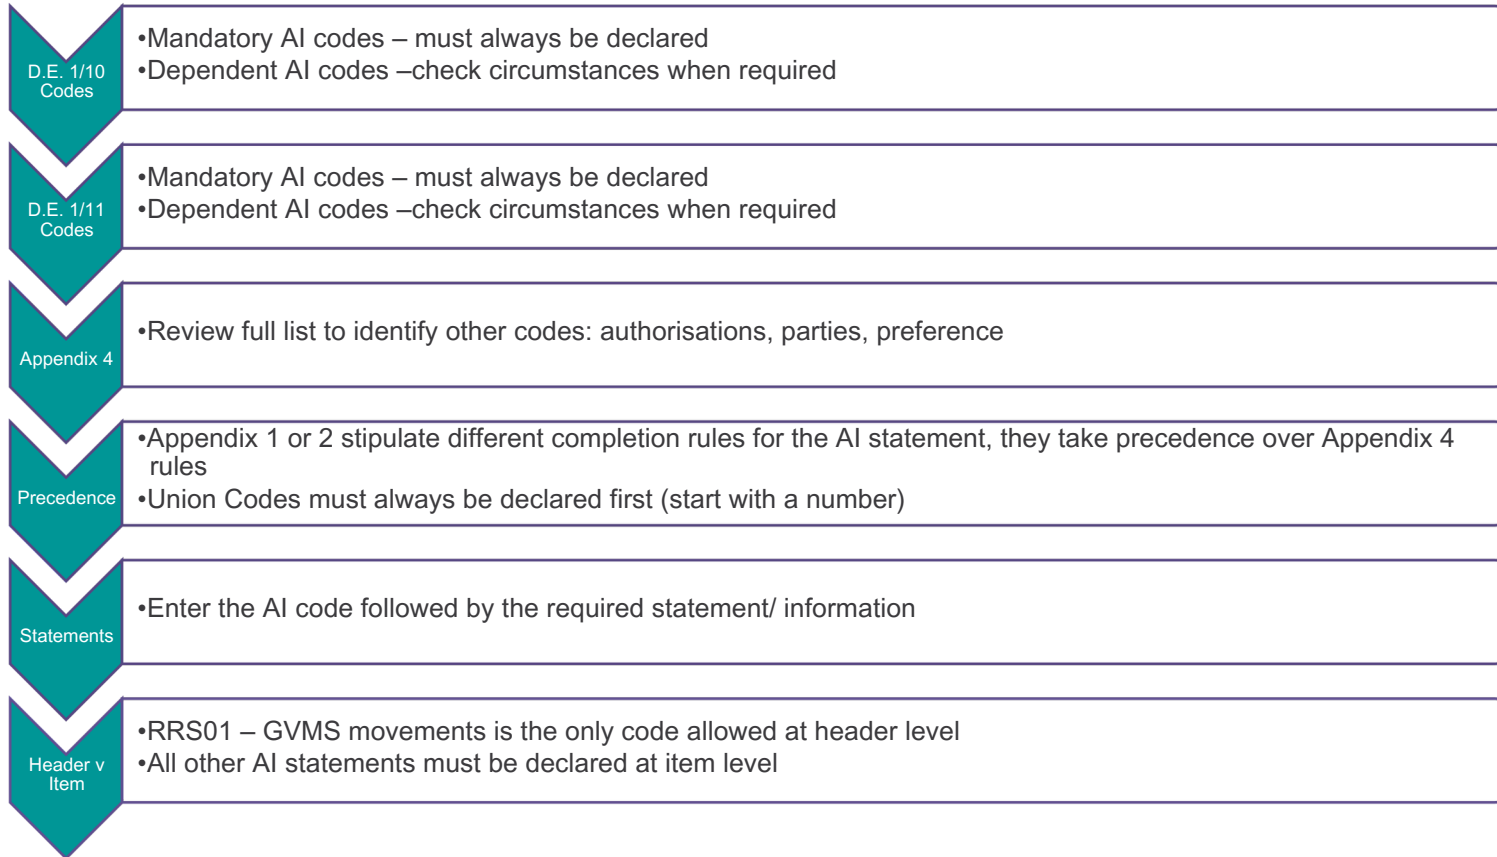 D.E. 1/10
Codes
•Mandatory AI codes – must always be declared
•Dependent AI codes –check circumstances when required
D.E. 1/11
Codes
•Mandatory AI codes – must always be declared
•Dependent AI codes –check circumstances when required
Appendix 4
•Review full list to identify other codes: authorisations, parties, preference
Precedence
•Appendix 1 or 2 stipulate different completion rules for the AI statement, they take precedence over Appendix 4
rules
•Union Codes must always be declared first (start with a number)
Statements
•Enter the AI code followed by the required statement/ information
Header v
Item
•RRS01 – GVMS movements is the only code allowed at header level
•All other AI statements must be declared at item level